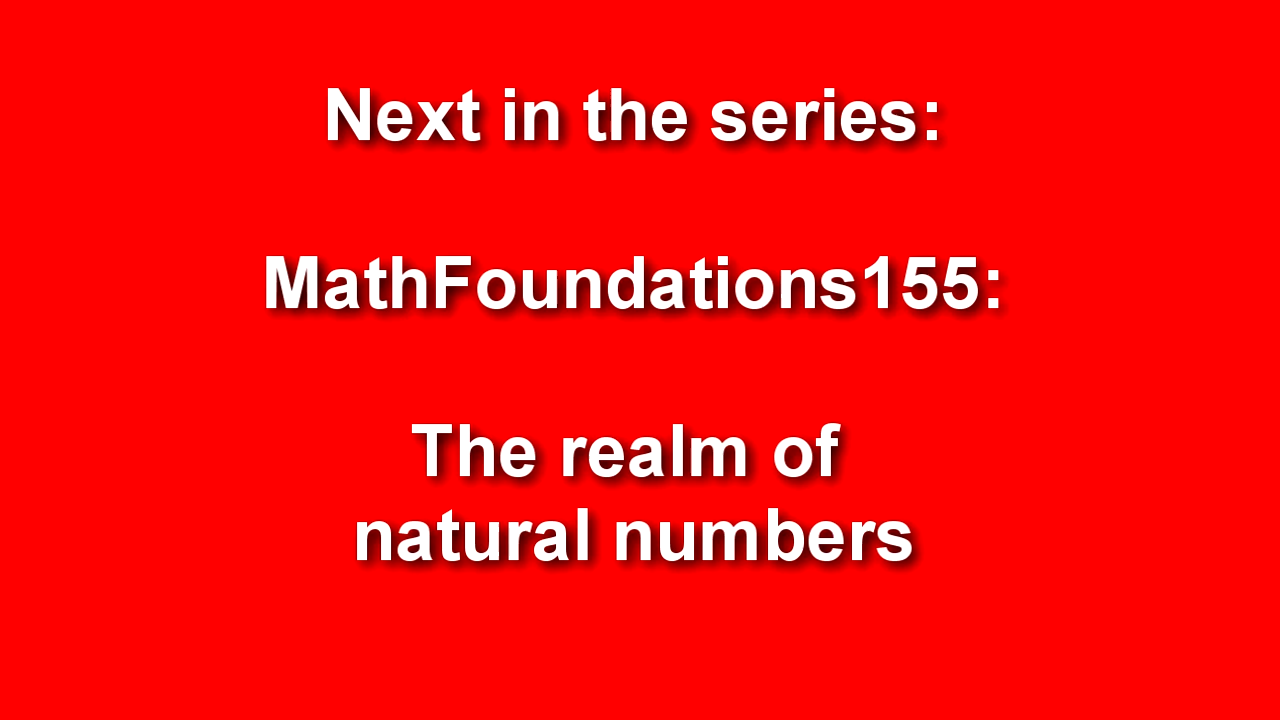 Next in the series:
MathFoundations155:
The realm of
natural numbers